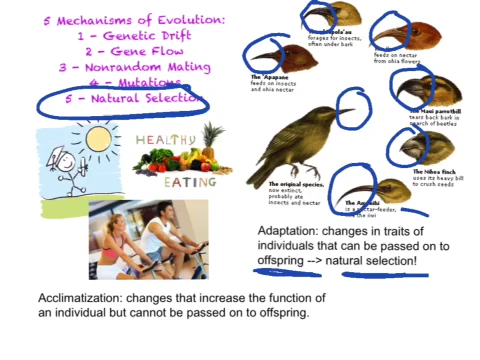 5 Mechanisms of Evolution:
1 - Genetic Drift
2 - Gene Flow
3 - Nonrandom Mating
4 - Mutations
5 - Natural Selection
HEALTHY
EATING
forages for insects,
often under bark
feeds on nectar
from ohia flowers
The 'Apapane
feeds on insects
and ohia nectar
The Maui parrotbill
tears back bark in
search of beetles
The Nihoa finch
uses its heavy bill
to crush seeds
The original species,
now extinct,
probably ate
insects and nectar
is a nectar-feeder,
the iiwi
Adaptation: changes in traits of
individuals that can be passed on to
offspring --> natural selection!
Acclimatization: changes that increase the function of
an individual but cannot be passed on to offspring.